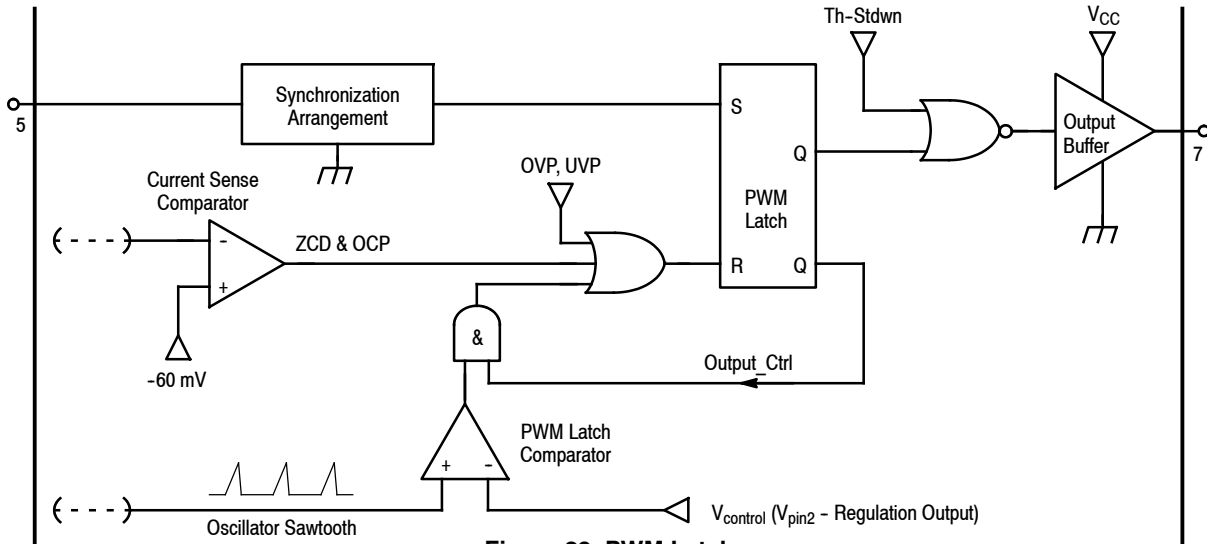 Th-Stdwn
VCC
5
Synchronization
Arrangement
S
Q
PWM
Latch
R
Q
Output
Buffer
7
OVP, UVP
Current Sense
Comparator
-
+
ZCD & OCP
-60 mV
&
Output_Ctrl
PWM Latch
Comparator
+
-
Oscillator Sawtooth
Vcontrol (Vpin2 - Regulation Output)